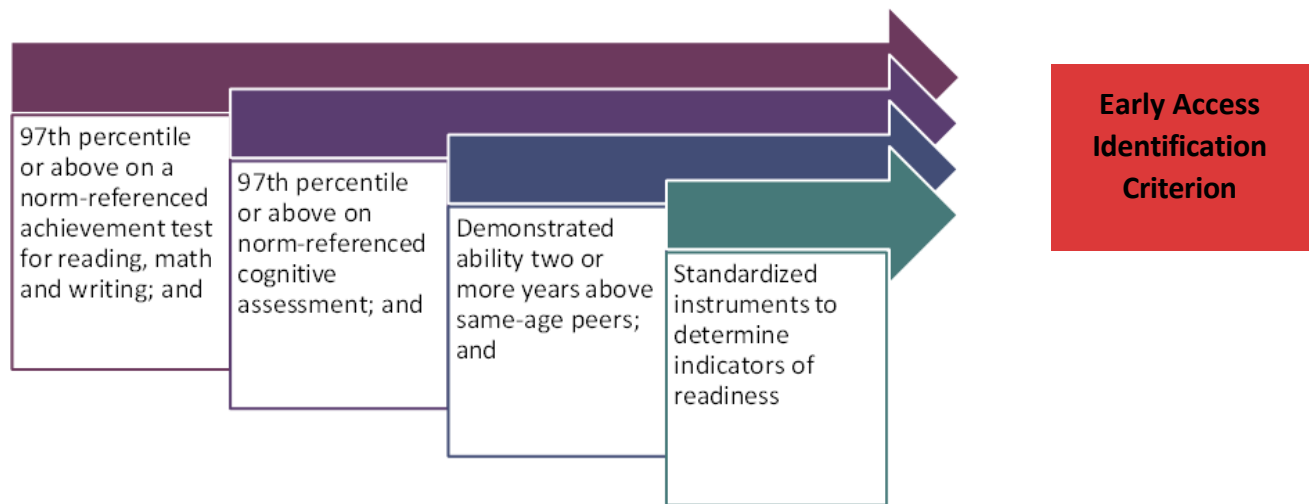 97th percentile
or above on a
norm-referenced
achievement test
for reading, math
and writing; and
97th percentile
or above on
norm-referenced
cognitive
assessment; and
Demonstrated
ability two or
more years above
same-age peers;
and
Standardized
instruments to
determine
indicators of
readiness
Early Access
Identification
Criterion